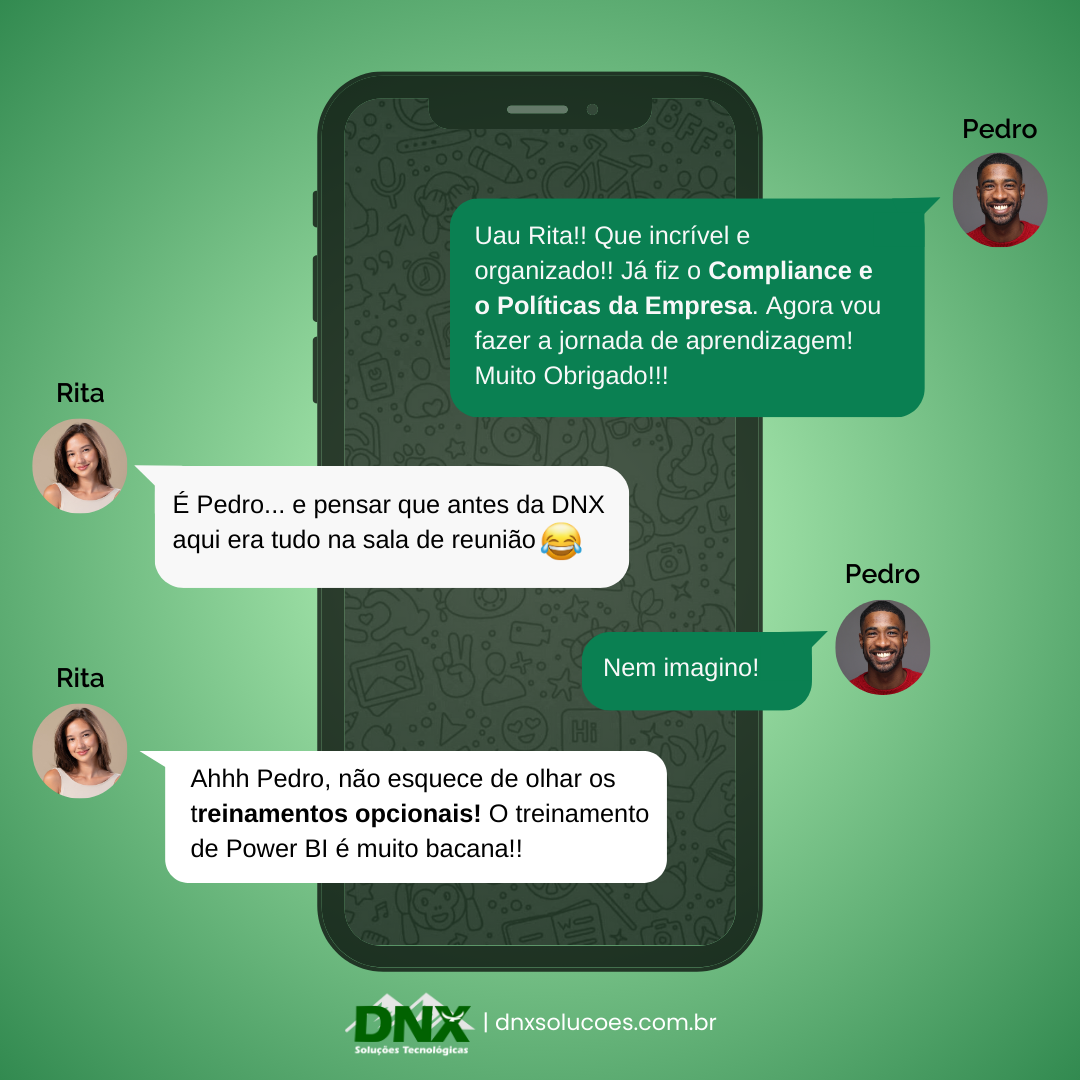 Pedro
Uau Rita!! Que incrível e
organizado!! Já fiz o Compliance e
o Políticas da Empresa. Agora vou
fazer a jornada de aprendizagem!
Muito Obrigado!!!
Rita
É Pedro... e pensar que antes da DNX
aqui era tudo na sala de reunião😂
Pedro
Nem imagino!
Rita
Ahhh Pedro, não esquece de olhar os
treinamentos opcionais! O treinamento
de Power BI é muito bacana!!
BFF
Hi
W
DNX
Soluções Tecnológicas
| dnxsolucoes.com.br